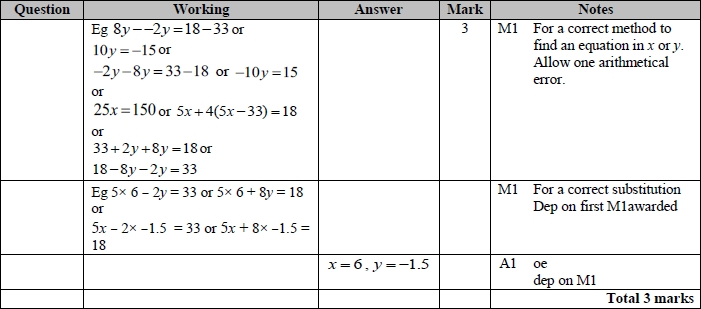 Question Working Answer Mark Notes
Eg 8y−−2y=18−33 or 3 M1 For a correct method to
10y=−15 or find an equation in x or y.
−2y−8y=33−18 or −10y=15 Allow one arithmetical
or error.
25x=150 or 5x+4(5x−33)=18
or
33+2y+8y=18 or
18−8y−2y=33
Eg 5× 6 − 2y = 33 or 5× 6 + 8y = 18 M1 For a correct substitution
or Dep on first M1awarded
5x − 2× −1.5 = 33 or 5x + 8× −1.5 =
18
x=6, y=−1.5 A1 oe
dep on M1
Total 3 marks